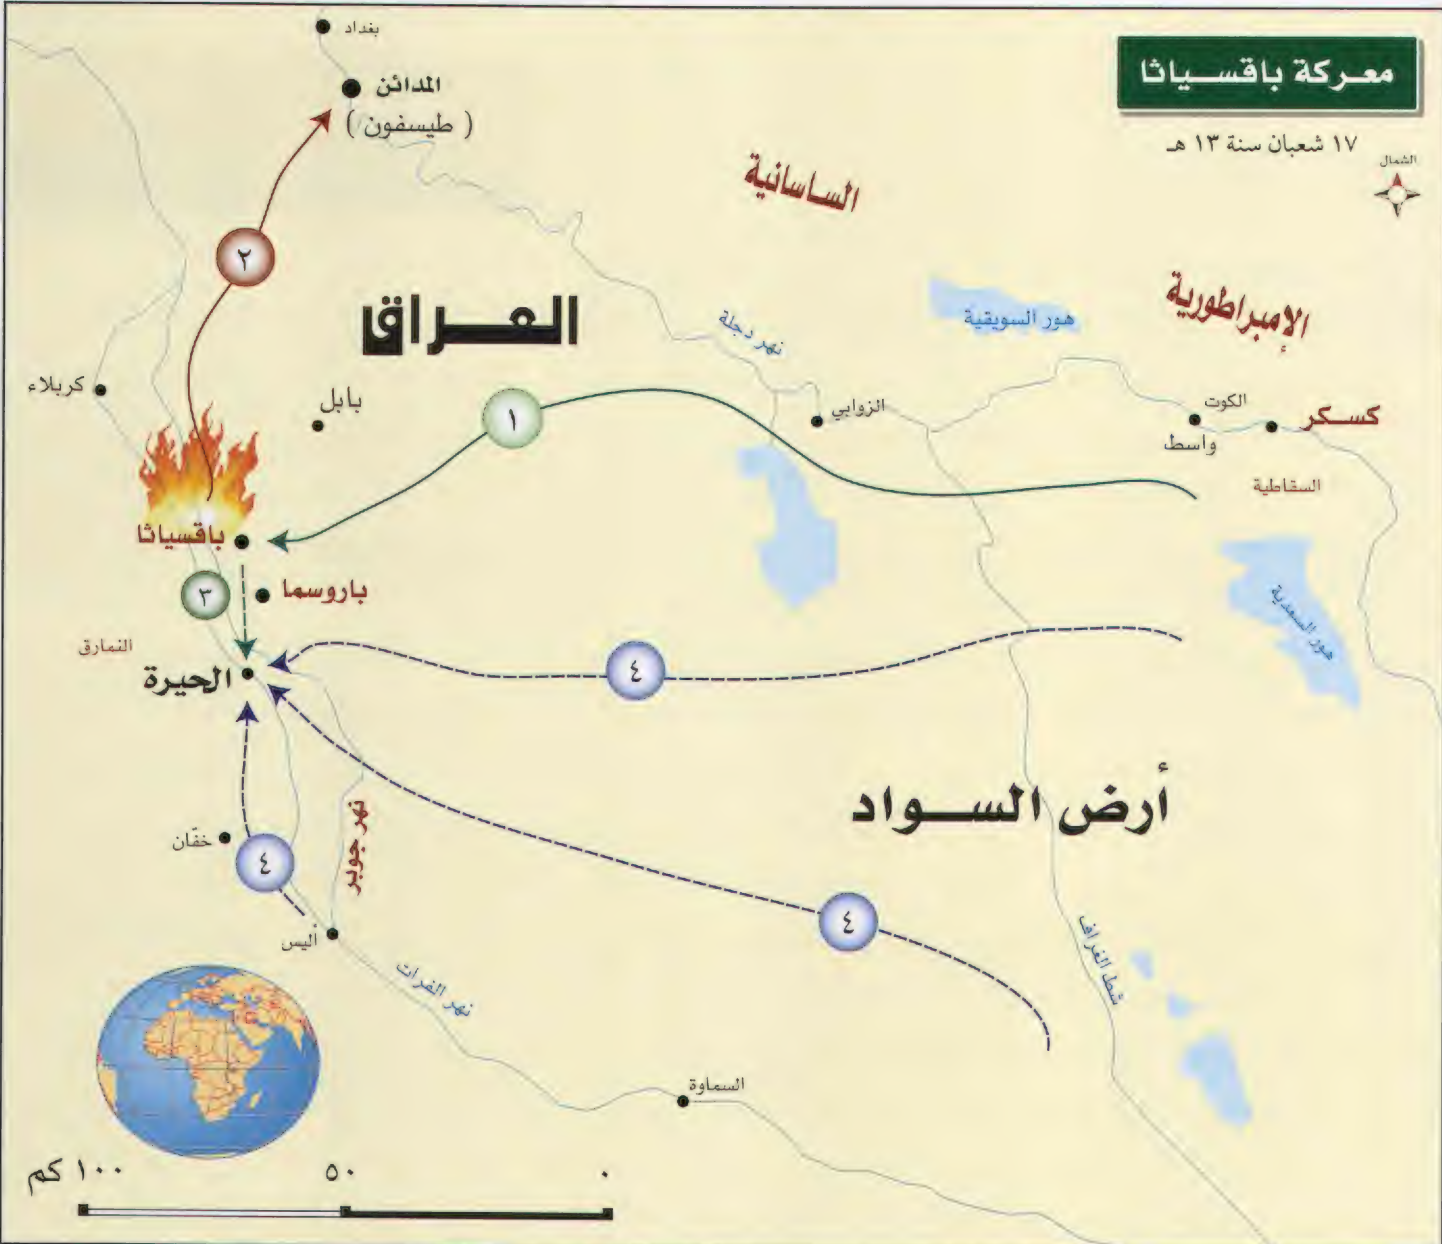 معركة باقسياثا
١٧ شعبان سنة ١٣ هـ
الشمال
بغداد
المدائن
( طيسفون )
الساسانية
الإمبراطورية
٢
العراق
هور السويقية
نهر دجلة
كربلاء
بابل
١
الزوابي
الكوت
واسط
كسكر
السقاطية
باقسياثا
٣
باروسما
هور السعدية
النمارق
الحيرة
٤
أرض السواد
نهر جوبر
خفّان
٤
٤
أليس
شط الغراف
نهر الفرات
السماوة
١٠٠ كم
٥٠
٠